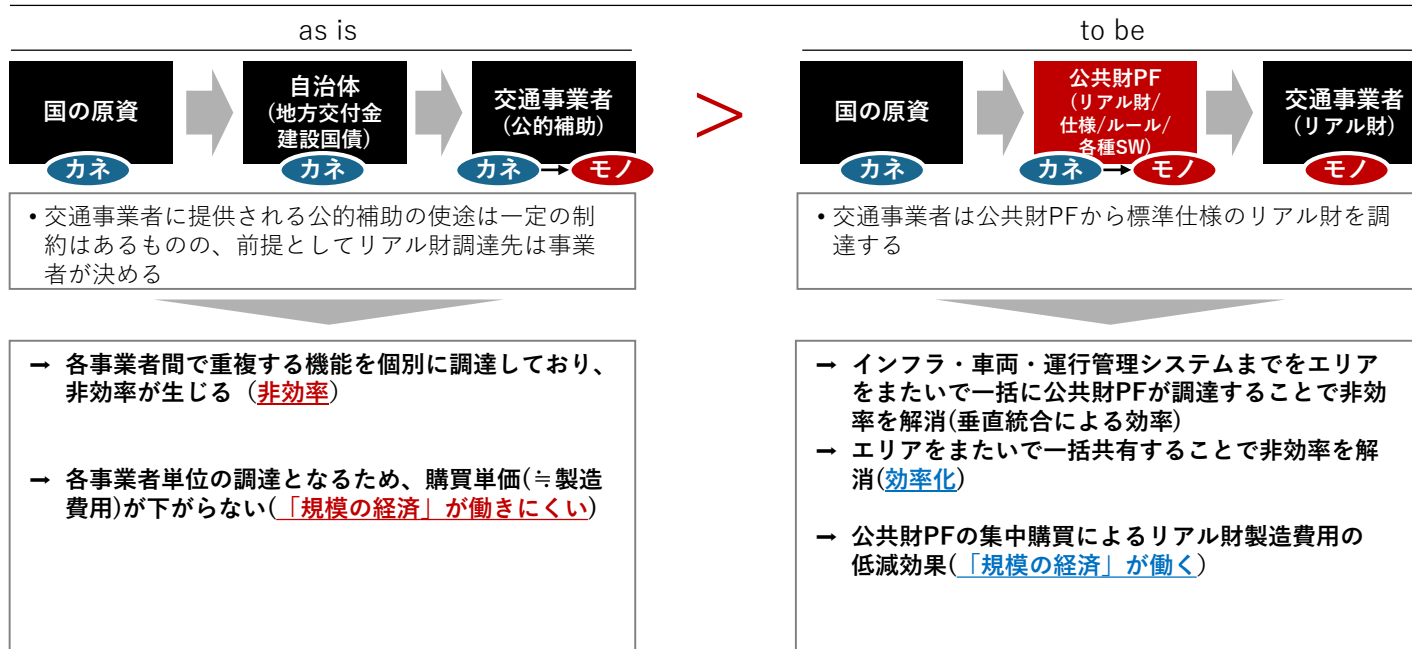 as is
国の原資
カネ
自治体
(地方交付金
建設国債)
カネ
交通事業者
(公的補助)
カネ→モノ
• 交通事業者に提供される公的補助の使途は一定の制
約はあるものの、前提としてリアル財調達先は事業
者が決める
→ 各事業者間で重複する機能を個別に調達しており、
非効率が生じる（非効率）
→ 各事業者単位の調達となるため、購買単価(≒製造
費用)が下がらない(「規模の経済」が働きにくい)
>
to be
国の原資
カネ
公共財PF
(リアル財/
仕様/ルール/
各種SW)
カネ→モノ
交通事業者
(リアル財)
モノ
• 交通事業者は公共財PFから標準仕様のリアル財を調
達する
→ インフラ・車両・運行管理システムまでをエリア
をまたいで一括に公共財PFが調達することで非効
率を解消(垂直統合による効率)
→ エリアをまたいで一括共有することで非効率を解
消(効率化)
→ 公共財PFの集中購買によるリアル財製造費用の
低減効果(「規模の経済」が働く)